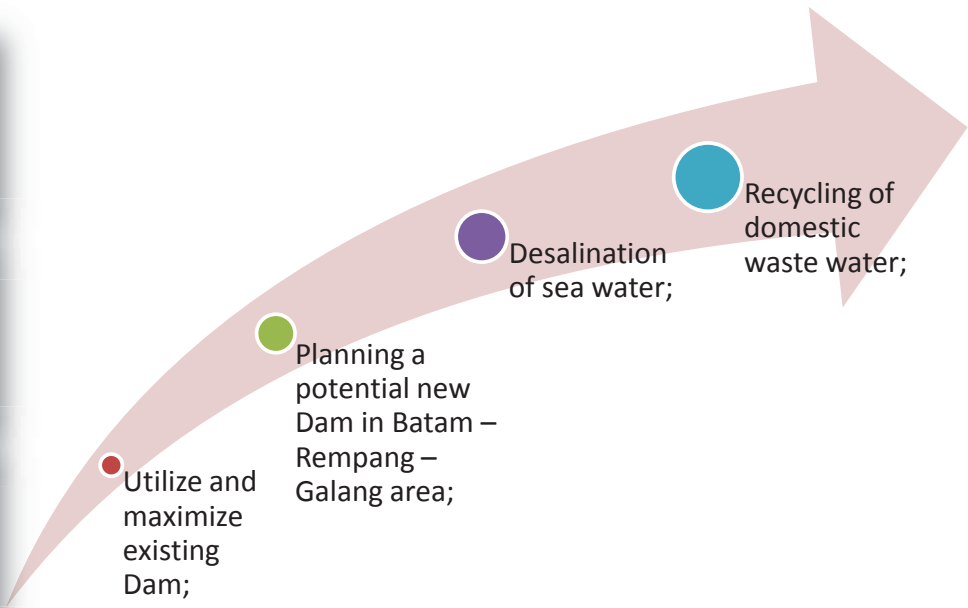 Utilize and
maximize
existing
Dam;
Planning a
potential new
Dam in Batam –
Rempang –
Galang area;
Desalination
of sea water;
Recycling of
domestic
waste water;